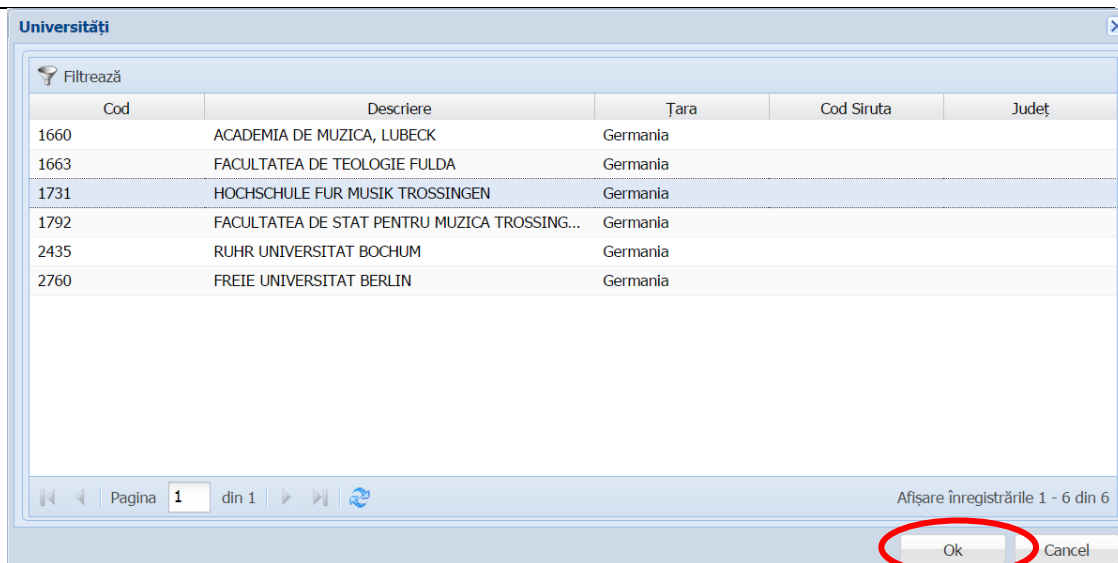 Universități
Filtrează
Cod Descriere Țara Cod Siruta Județ
1660 ACADEMIA DE MUZICA, LUBECK Germania
1663 FACULTATEA DE TEOLOGIE FULDA Germania
1731 HOCHSCHULE FUR MUSIK TROSSINGEN Germania
1792 FACULTATEA DE STAT PENTRU MUZICA TROSSING... Germania
2435 RUHR UNIVERSITAT BOCHUM Germania
2760 FREIE UNIVERSITAT BERLIN Germania
Pagina 1 din 1 Afișare înregistrările 1 - 6 din 6
Ok Cancel